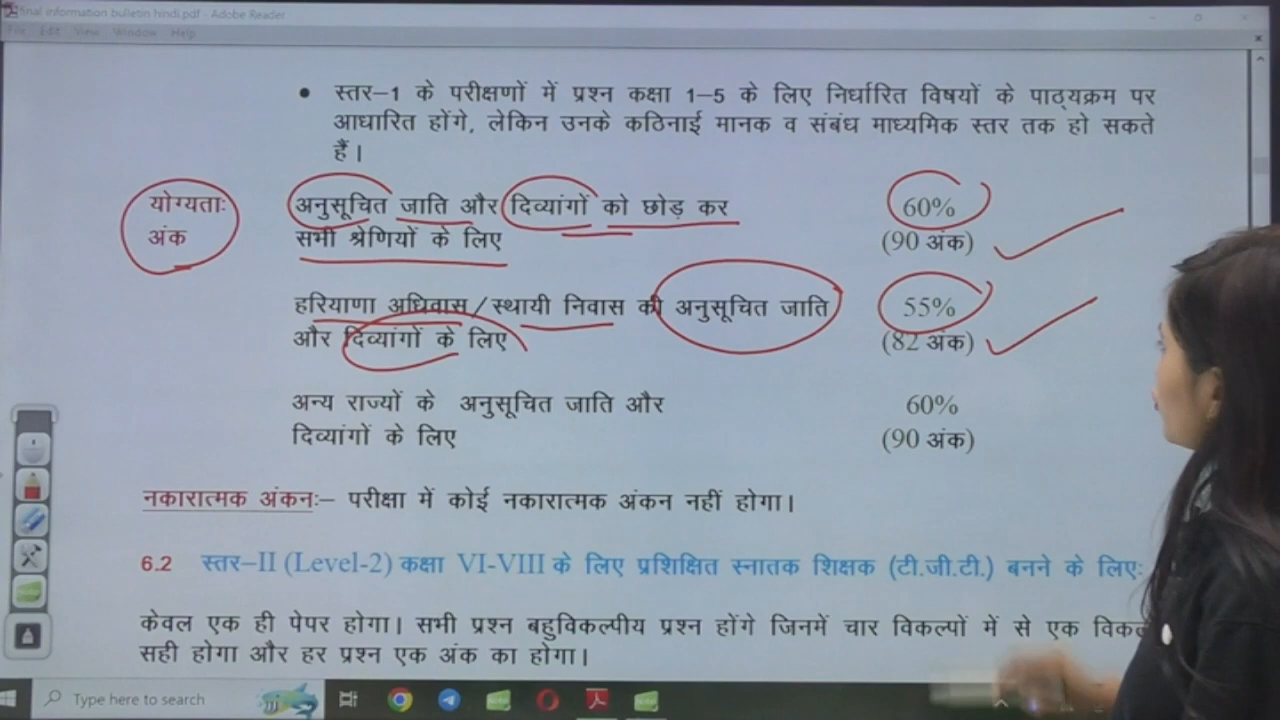 final information bulletin hindi.pdf - Adobe Reader
File Edit View Window Help
• स्तर–1 के परीक्षणों में प्रश्न कक्षा 1–5 के लिए निर्धारित विषयों के पाठ्यक्रम पर
आधारित होंगे, लेकिन उनके कठिनाई मानक व संबंध माध्यमिक स्तर तक हो सकते
हैं।
योग्यताः अनुसूचित जाति और दिव्यांगों को छोड़ कर 60%
अंक सभी श्रेणियों के लिए (90 अंक)
हरियाणा अधिवास/स्थायी निवास की अनुसूचित जाति 55%
और दिव्यांगों के लिए (82 अंक)
अन्य राज्यों के अनुसूचित जाति और 60%
दिव्यांगों के लिए (90 अंक)
नकारात्मक अंकनः– परीक्षा में कोई नकारात्मक अंकन नहीं होगा।
6.2 स्तर–II (Level-2) कक्षा VI-VIII के लिए प्रशिक्षित स्नातक शिक्षक (टी.जी.टी.) बनने के लिएः
केवल एक ही पेपर होगा। सभी प्रश्न बहुविकल्पीय प्रश्न होंगे जिनमें चार विकल्पों में से एक
सही होगा और हर प्रश्न एक अंक का होगा।
Type here to search